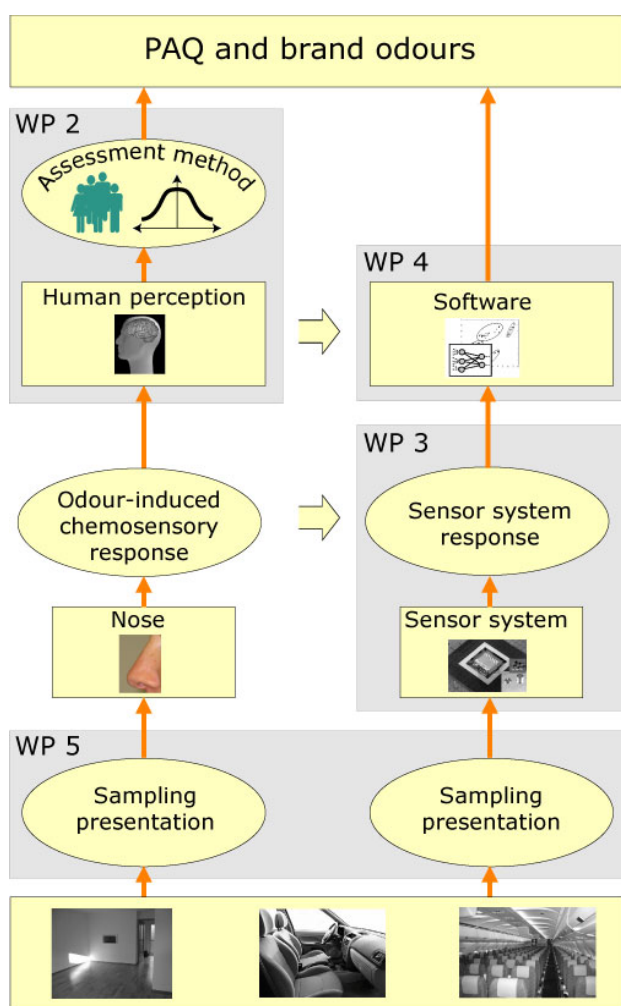 PAQ and brand odours
WP 2
Assessment method
Human perception
WP 4
Software
WP 3
Odour-induced
chemosensory
response
Sensor system
response
Nose
Sensor system
WP 5
Sampling
presentation
Sampling
presentation